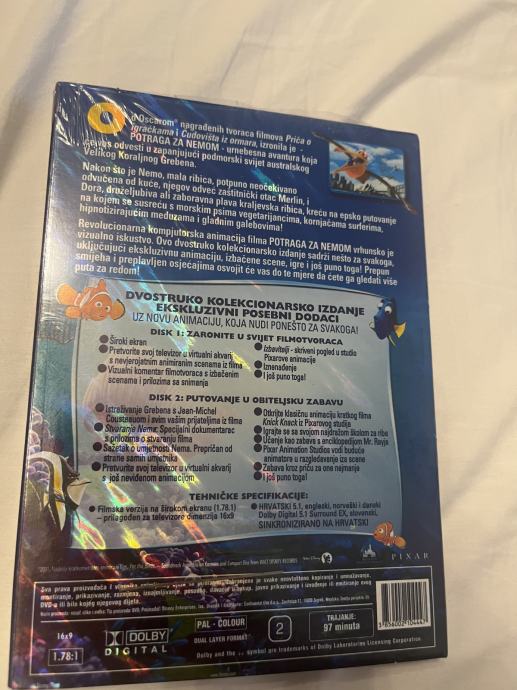 d Oscarom® nagrađenih tvoraca filmova Priča o
igračkama i Čudovišta iz ormara, izronila je -
POTRAGA ZA NEMOM - urnebesna avantura koja
će vas odvesti u zapanjujući podmorski svijet australskog
Velikog Koraljnog Grebena.
Nakon što je Nemo, mala ribica, potpuno neočekivano
odvučena od kuće, njegov odveć zaštitnički otac Merlin, i
Dora, druželjubiva ali zaboravna plava kraljevska ribica, kreću na epsko putovanje
na kojem se susreću s morskim psima vegetarijancima, kornjačama surferima,
hipnotizirajućim meduzama i gladnim galebovima!
Revolucionarna kompjutorska animacija filma POTRAGA ZA NEMOM vrhunsko je
vizualno iskustvo. Ovo dvostruko kolekcionarsko izdanje sadrži nešto za svakoga,
uključujući ekskluzivnu animaciju, izbačene scene, igre i još puno toga! Prepun
smijeha i preplavljen osjećajima osvojit će vas do te mjere da ćete ga gledati više
puta za redom!
DVOSTRUKO KOLEKCIONARSKO IZDANJE
EKSKLUZIVNI POSEBNI DODACI
UZ NOVU ANIMACIJU, KOJA NUDI PONEŠTO ZA SVAKOGA!
DISK 1: ZARONITE U SVIJET FILMOTVORACA
Široki ekran
Pretvorite svoj televizor u virtualni akvarij
s nevjerojatnim animiranim scenama iz filma
Vizualni komentar filmotvoraca s izbačenim
scenama i prilozima sa snimanja
Izbavitelji - skriveni pogled u studio
Pixarove animacije
Iznenađenje
I još puno toga!
DISK 2: PUTOVANJE U OBITELJSKU ZABAVU
Istraživanje Grebena s Jean-Michel
Cousteauom i svim vašim prijateljima iz filma
Stvaranje Nema: Specijalni dokumentarac
s prilozima o stvaranju filma
Sažetak o umjetnosti Nema. Prepričan od
strane samih umjetnika
Pretvorite svoj televizor u virtualni akvarij
s još neviđenom animacijom
Otkrijte klasičnu animaciju kratkog filma
Knick Knack iz Pixarovog studija
Igrajte se sa svojom najdražom školom za ribe
Učenje kao zabava s enciklopedijom Mr. Rayja
Pixar Animation Studios vodi buduće
animatore u razgledavanje iza scene
Zabava kroz priču za one najmanje
I još puno toga!
TEHNIČKE SPECIFIKACIJE:
Filmska verzija na širokom ekranu (1.78.1)
– prilagođen za televizore dimenzija 16x9
HRVATSKI 5.1, engleski, norveški i danski
Dolby Digital 5.1 Surround EX, slovenski,
SINKRONIZIRANO NA HRVATSKI
PIXAR
16x9
1.78:1
DOLBY
DIGITAL
PAL - COLOUR
DUAL LAYER FORMAT
2
TRAJANJE:
97 minuta
3856002104447
Dolby and the symbol are trademarks of Dolby Laboratories Licensing Corporation.